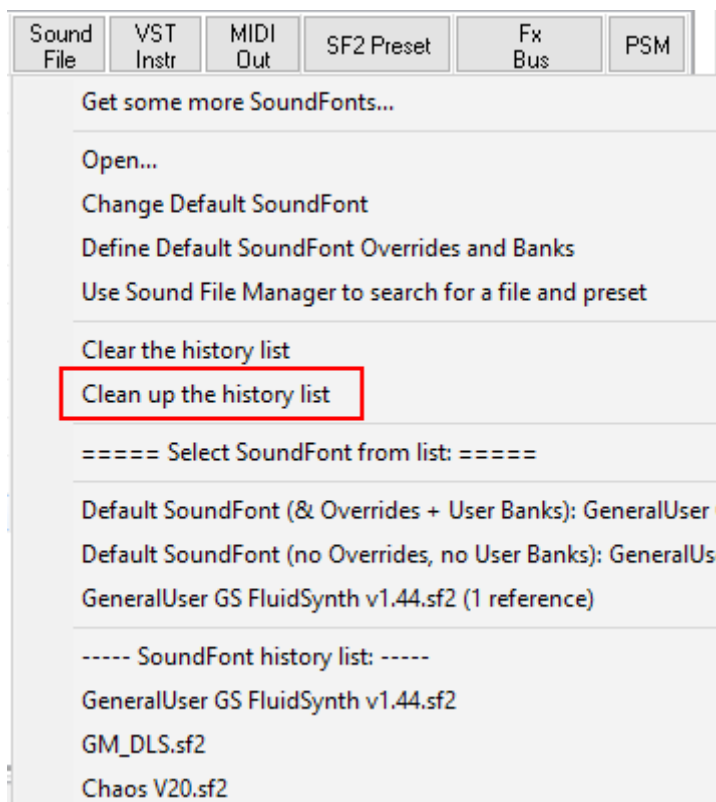 Sound File
VST Instr
MIDI Out
SF2 Preset
Fx Bus
PSM
Get some more SoundFonts...
Open...
Change Default SoundFont
Define Default SoundFont Overrides and Banks
Use Sound File Manager to search for a file and preset
Clear the history list
Clean up the history list
===== Select SoundFont from list: =====
Default SoundFont (& Overrides + User Banks): GeneralUser
Default SoundFont (no Overrides, no User Banks): GeneralUs
GeneralUser GS FluidSynth v1.44.sf2 (1 reference)
----- SoundFont history list: -----
GeneralUser GS FluidSynth v1.44.sf2
GM_DLS.sf2
Chaos V20.sf2